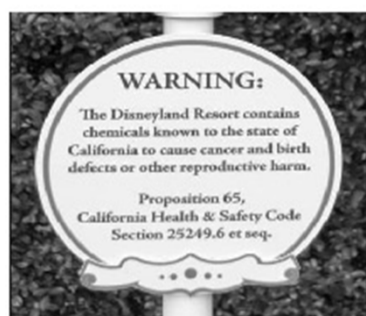 WARNING:
The Disneyland Resort contains
chemicals known to the state of
California to cause cancer and birth
defects or other reproductive harm.
Proposition 65,
California Health & Safety Code
Section 25249.6 et seq.